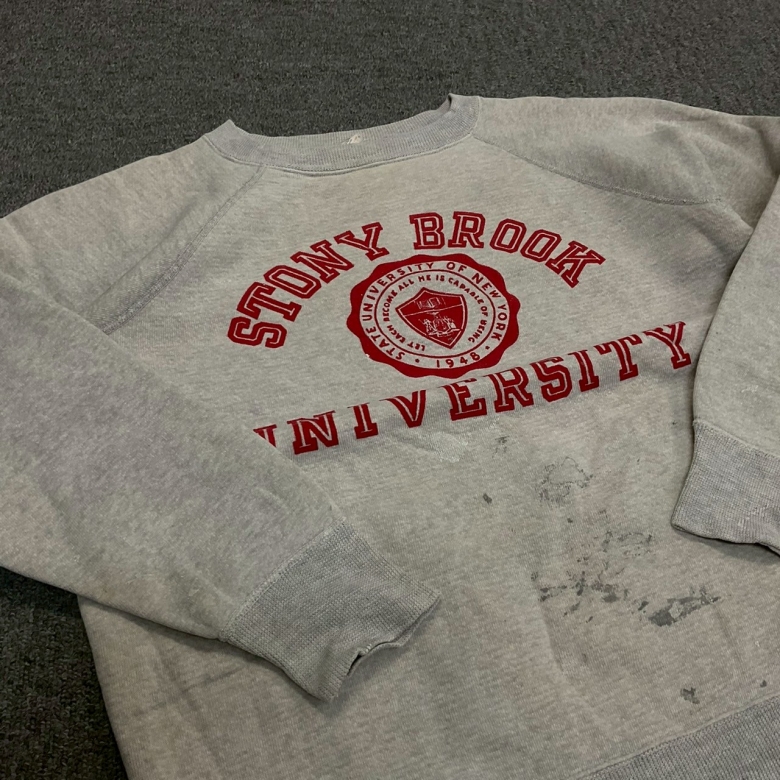 STONY BROOK
STATE UNIVERSITY OF NEW YORK
LET EACH BECOME ALL HE IS CAPABLE OF BEING
• 1948 •
UNIVERSITY